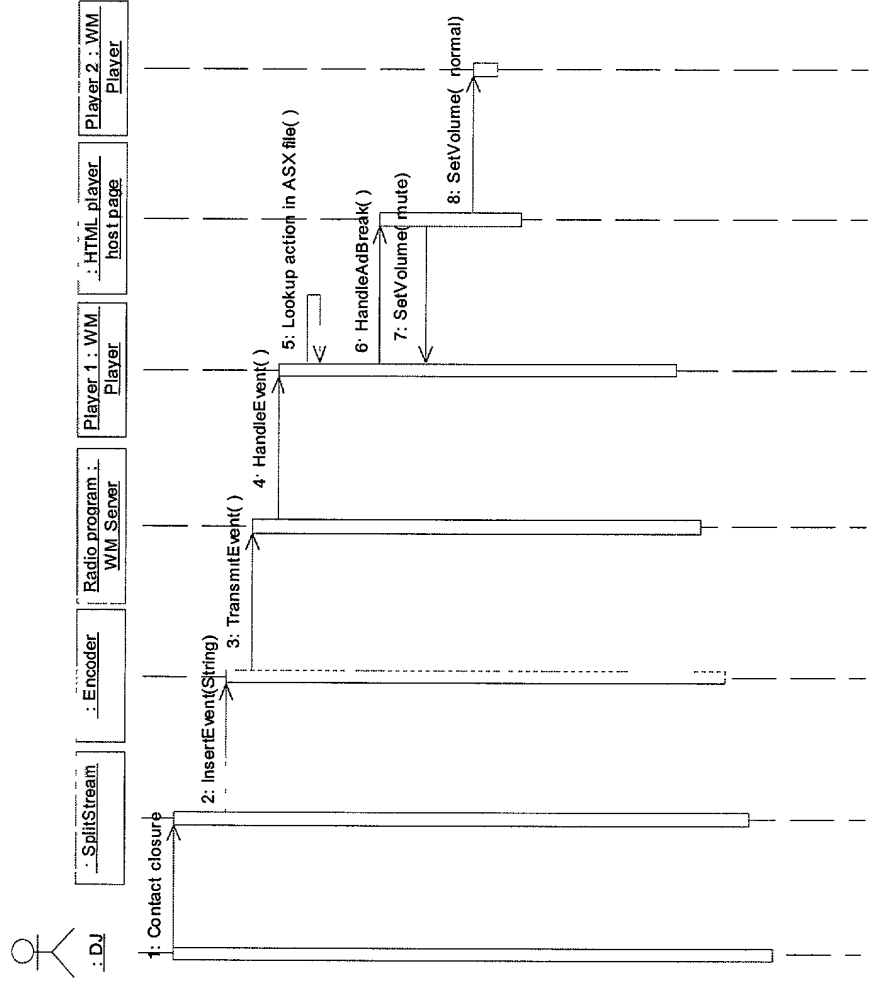 : DJ
: SplitStream
: Encoder
Radio program :
WM Server
Player 1 : WM
Player
: HTML player
host page
Player 2 : WM
Player
1: Contact closure
2: InsertEvent(String)
3: TransmitEvent( )
4: HandleEvent( )
5: Lookup action in ASX file( )
6: HandleAdBreak( )
7: SetVolume( mute)
8: SetVolume( normal)